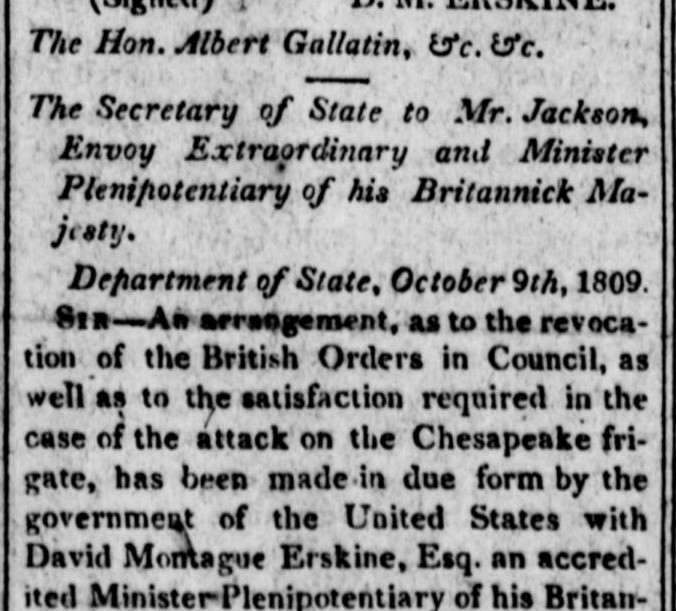 (Signed) D. M. ERSKINE.
The Hon. Albert Gallatin, &c. &c.
The Secretary of State to Mr. Jackson,
Envoy Extraordinary and Minister
Plenipotentiary of his Britannick Ma-
jesty.
Department of State, October 9th, 1809.
SIR—An arrangement, as to the revoca-
tion of the British Orders in Council, as
well as to the satisfaction required in the
case of the attack on the Chesapeake fri-
gate, has been made in due form by the
government of the United States with
David Montague Erskine, Esq. an accred-
ited Minister Plenipotentiary of his Britan-